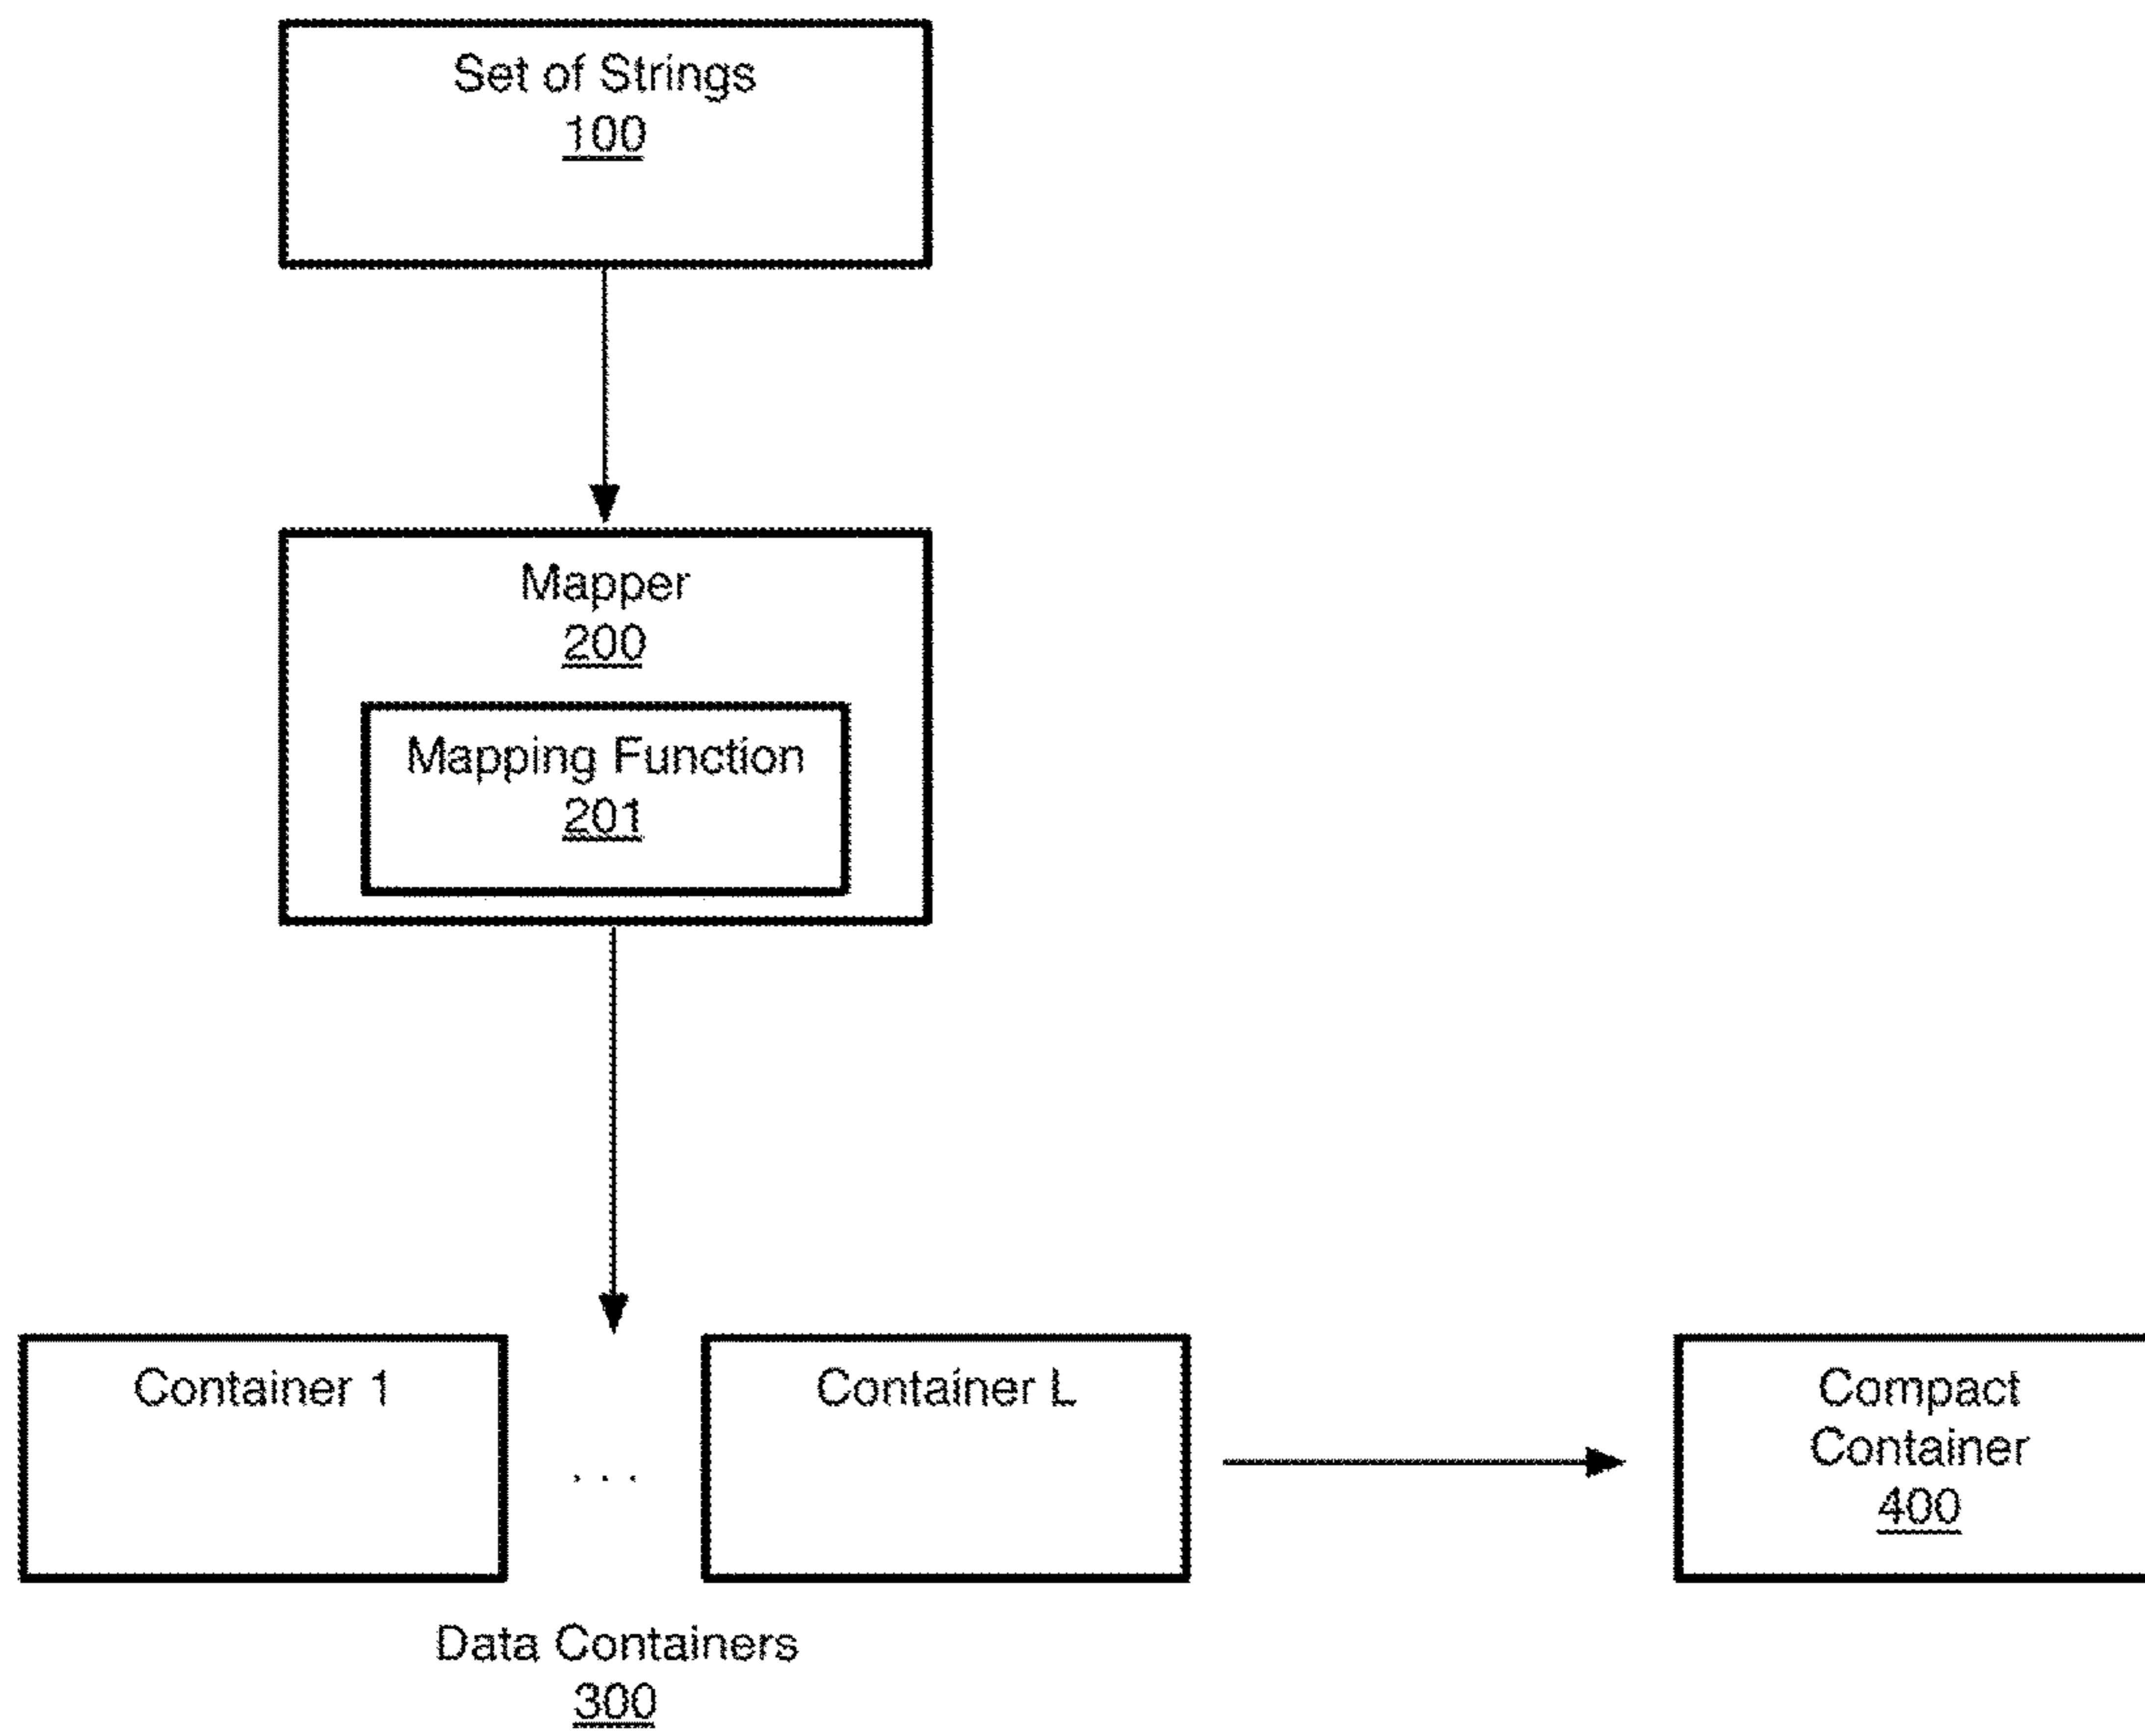 Set of Strings
100
Mapper
200
Mapping Function
201
Container 1
. . .
Container L
Compact
Container
400
Data Containers
300